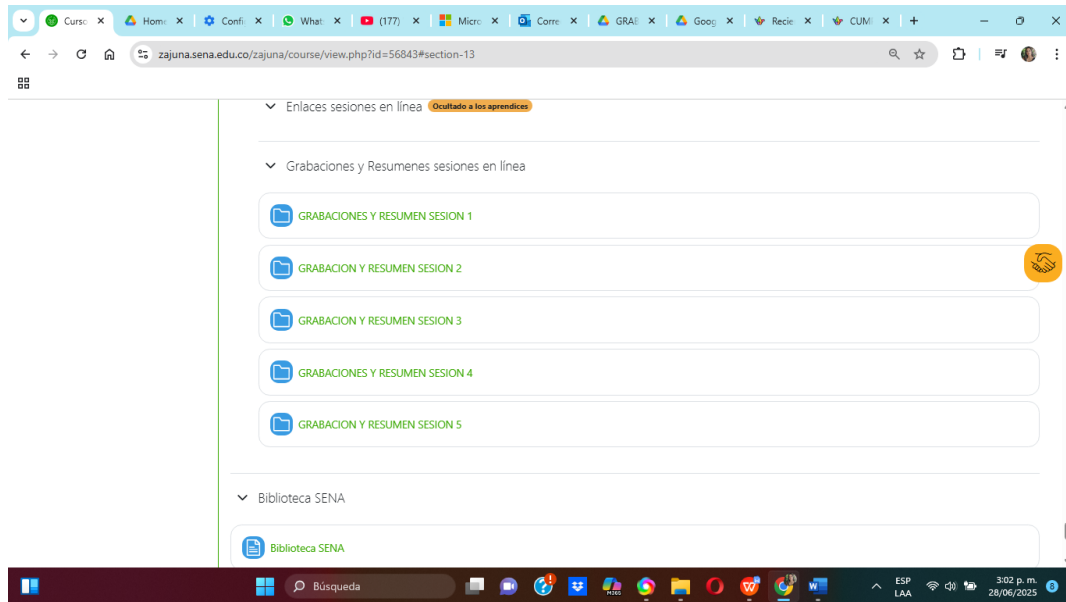 Curso
Home
Confi
What
(177)
Micro
Corre
GRAB
Goog
Recie
CUM
zajuna.sena.edu.co/zajuna/course/view.php?id=56843#section-13
Enlaces sesiones en línea Ocultado a los aprendices
Grabaciones y Resumenes sesiones en línea
GRABACIONES Y RESUMEN SESION 1
GRABACION Y RESUMEN SESION 2
GRABACION Y RESUMEN SESION 3
GRABACIONES Y RESUMEN SESION 4
GRABACION Y RESUMEN SESION 5
Biblioteca SENA
Biblioteca SENA
Búsqueda
M365
ESP
LAA
3:02 p. m.
28/06/2025
8